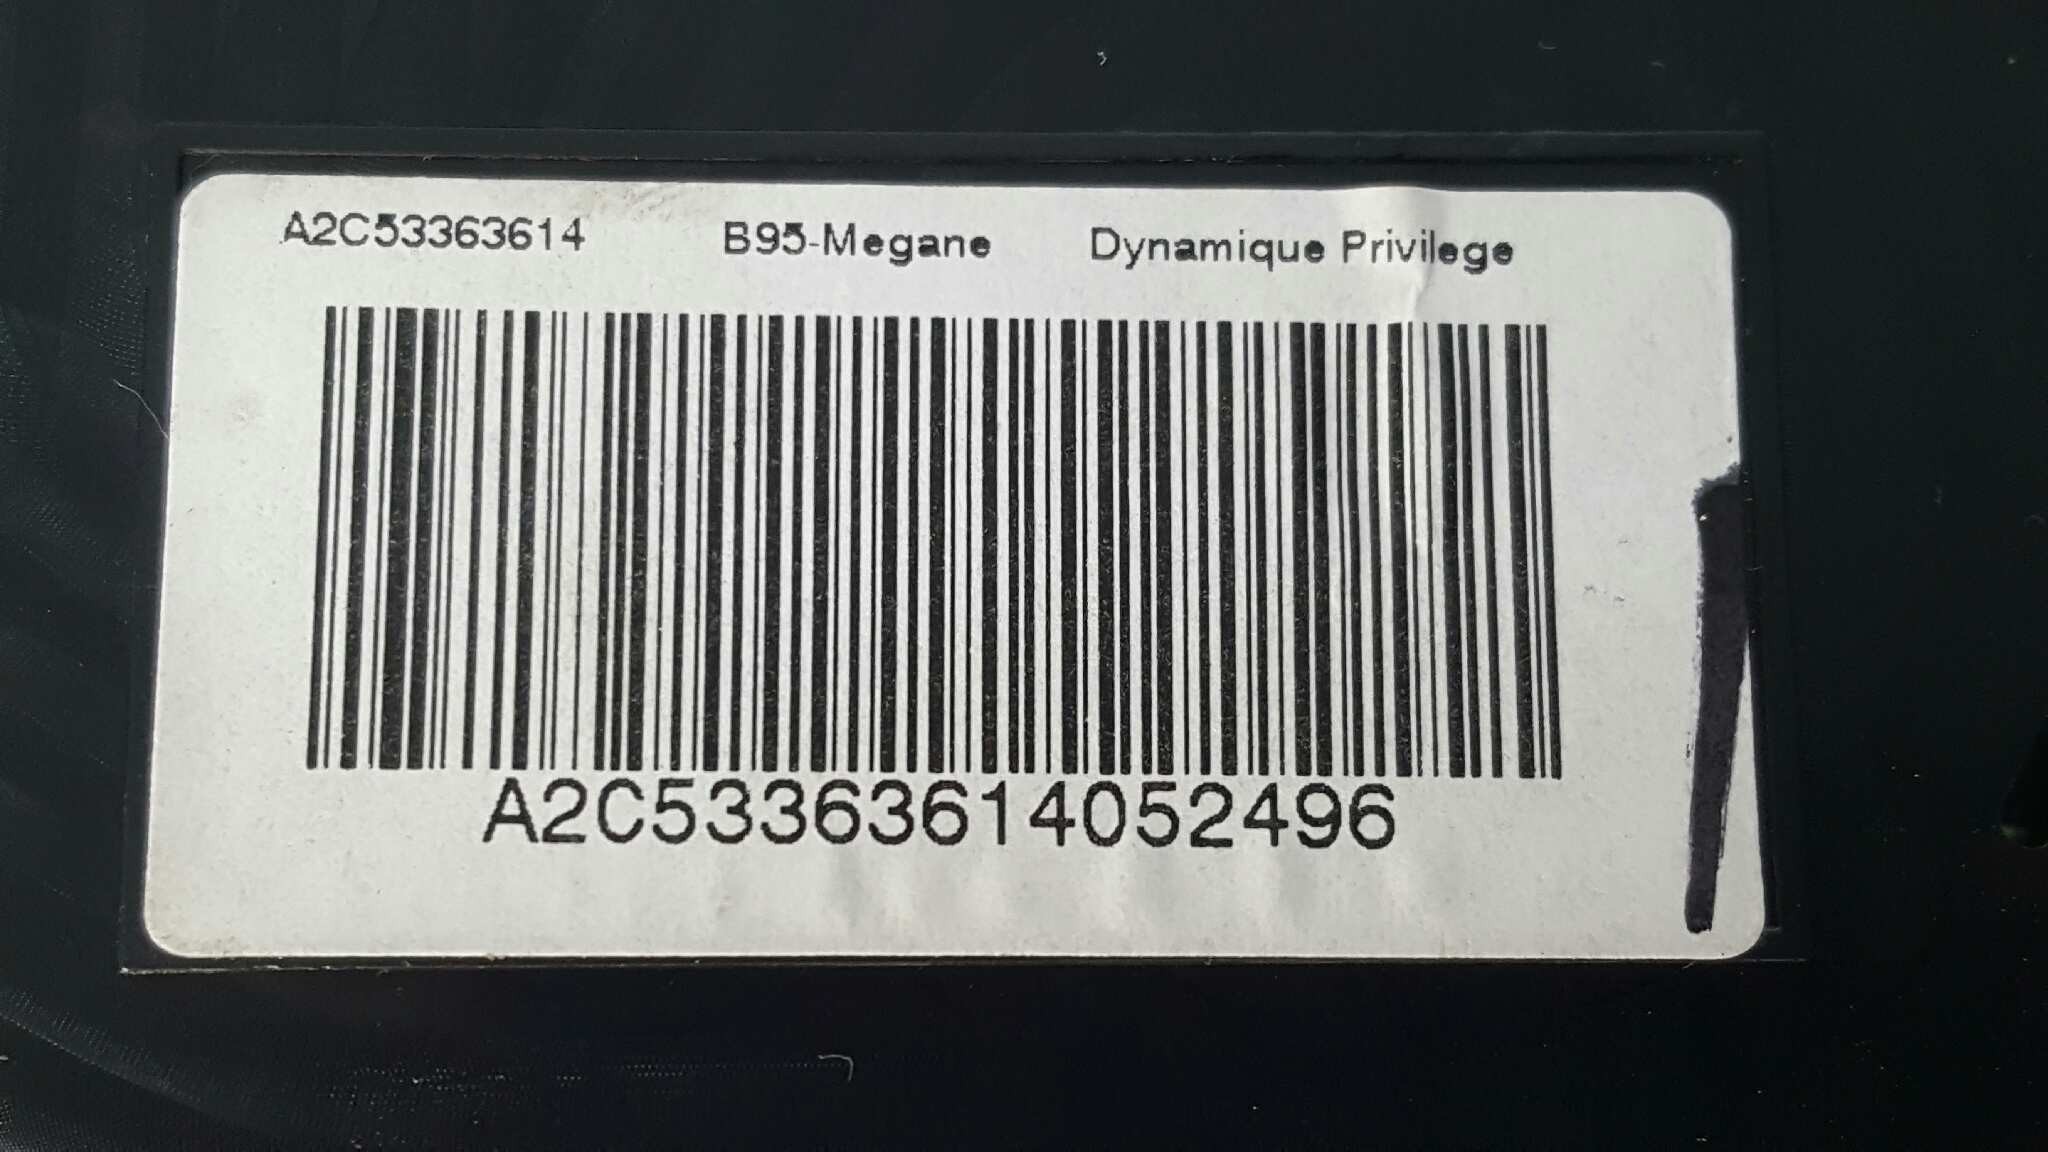 A2C53363614 B95-Megane Dynamique Privilege
A2C53363614052496